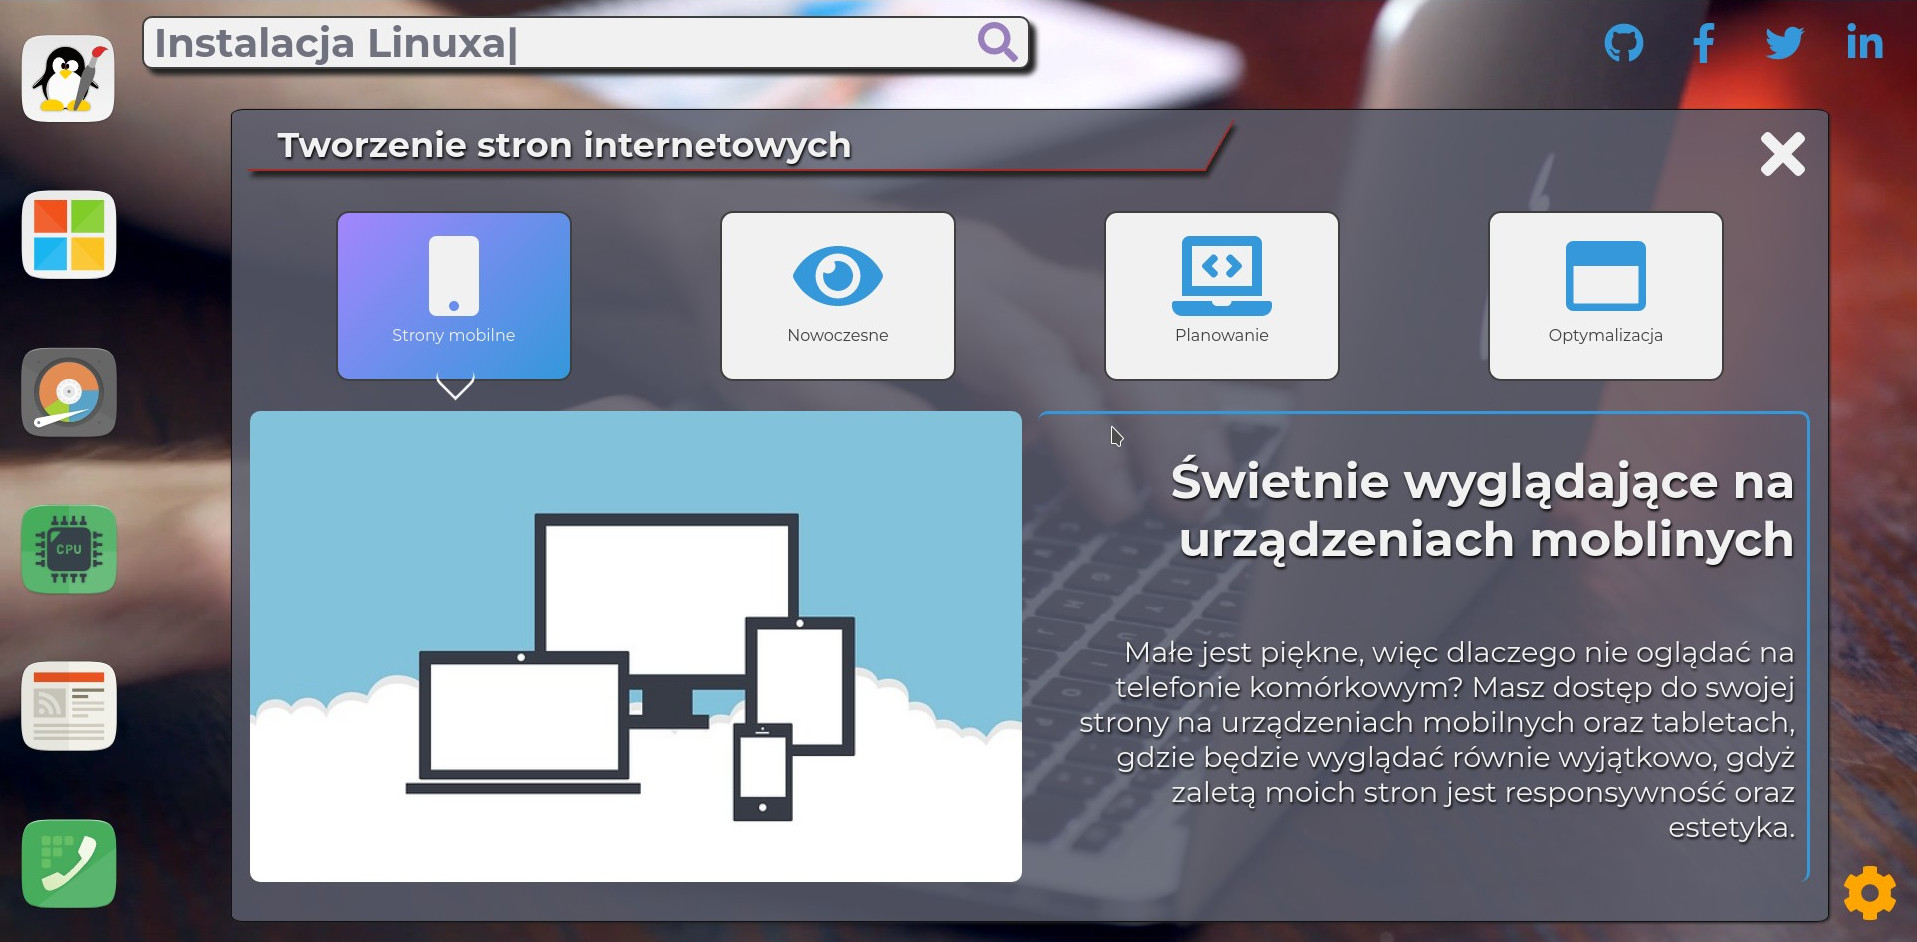 Instalacja Linuxa|
Tworzenie stron internetowych
Strony mobilne
Nowoczesne
Planowanie
Optymalizacja
CPU
Świetnie wyglądające na
urządzeniach moblinych
Małe jest piękne, więc dlaczego nie oglądać na
telefonie komórkowym? Masz dostęp do swojej
strony na urządzeniach mobilnych oraz tabletach,
gdzie będzie wyglądać równie wyjątkowo, gdyż
zaletą moich stron jest responsywność oraz
estetyka.